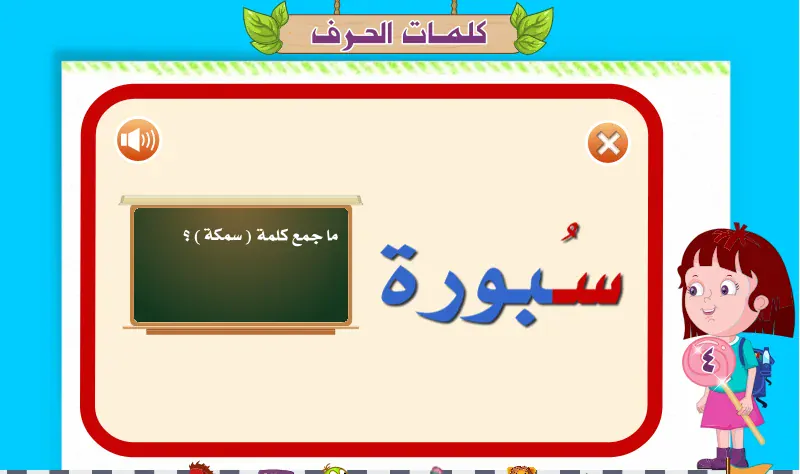 كلمات الحرف
ما جمع كلمة ( سمكة ) ؟
سُبورة
٤